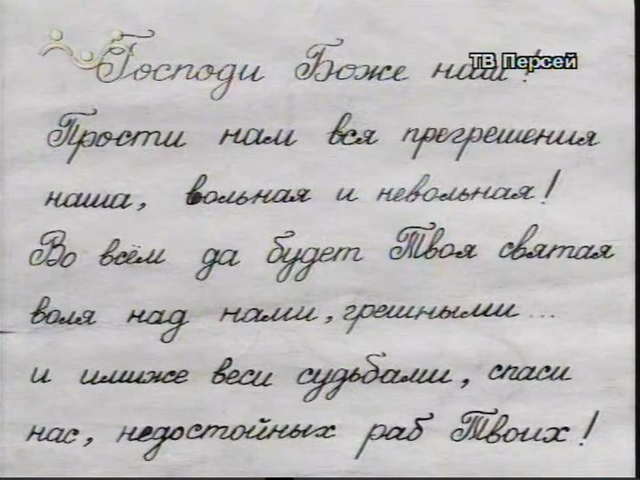 Господи Боже наш!
ТВ Персей
Прости нам вся прегрешения
наша, вольная и невольная!
Во всём да будет Твоя святая
воля над нами, грешными...
и имиже веси судьбами, спаси
нас, недостойных раб Твоих!